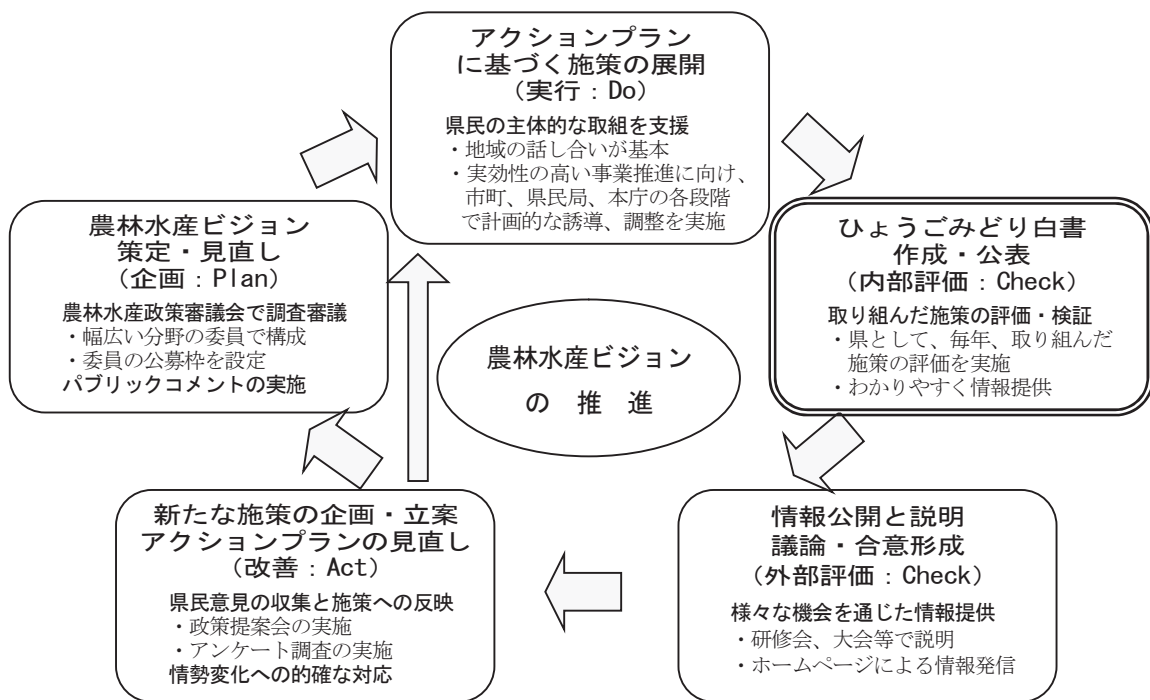 アクションプラン
に基づく施策の展開
（実行：Do）
県民の主体的な取組を支援
・地域の話し合いが基本
・実効性の高い事業推進に向け、
市町、県民局、本庁の各段階
で計画的な誘導、調整を実施
ひょうごみどり白書
作成・公表
（内部評価：Check）
取り組んだ施策の評価・検証
・県として、毎年、取り組んだ
施策の評価を実施
・わかりやすく情報提供
情報公開と説明
議論・合意形成
（外部評価：Check）
様々な機会を通じた情報提供
・研修会、大会等で説明
・ホームページによる情報発信
新たな施策の企画・立案
アクションプランの見直し
（改善：Act）
県民意見の収集と施策への反映
・政策提案会の実施
・アンケート調査の実施
情勢変化への的確な対応
農林水産ビジョン
策定・見直し
（企画：Plan）
農林水産政策審議会で調査審議
・幅広い分野の委員で構成
・委員の公募枠を設定
パブリックコメントの実施
農林水産ビジョン
の 推 進